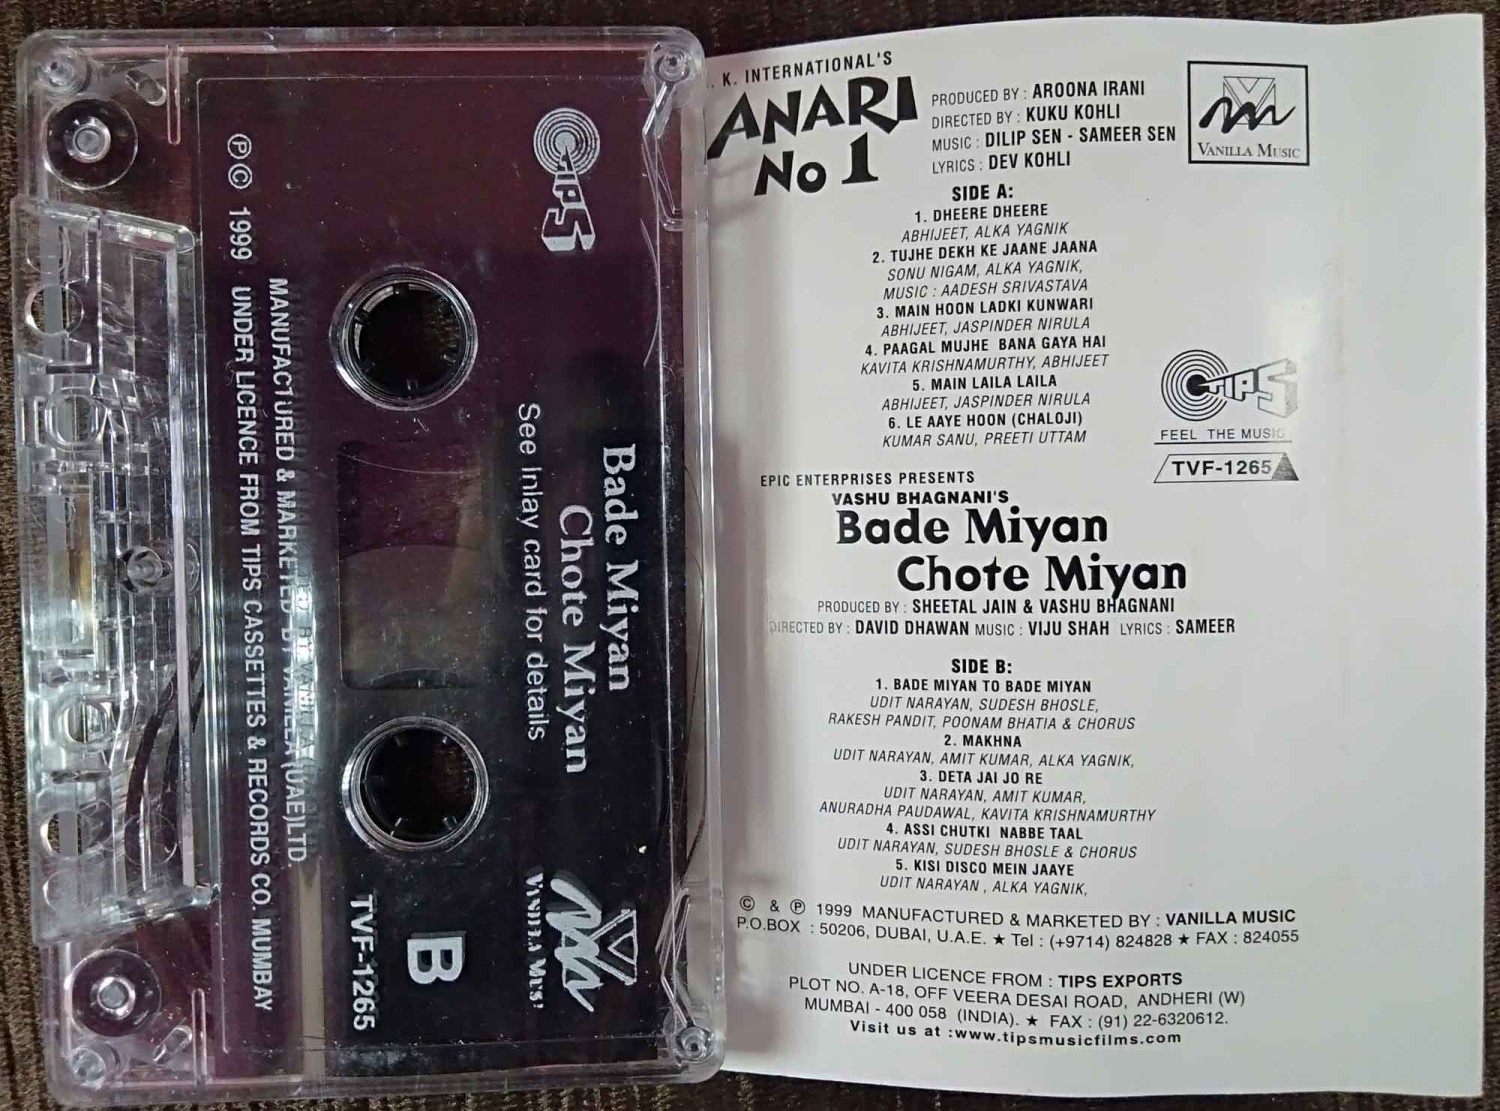 TIPS
℗© 1999 UNDER LICENCE FROM TIPS CASSETTES & RECORDS CO. MUMBAY
MANUFACTURED & MARKETED BY VANILLA (UAE) LTD
Bade Miyan
Chote Miyan
See Inlay card for details
VANILLA
B
TVF-1265
K. INTERNATIONAL'S
ANARI
No 1
PRODUCED BY : AROONA IRANI
DIRECTED BY : KUKU KOHLI
MUSIC : DILIP SEN - SAMEER SEN
LYRICS : DEV KOHLI
VANILLA MUSIC
SIDE A:
1. DHEERE DHEERE
ABHIJEET, ALKA YAGNIK
2. TUJHE DEKH KE JAANE JAANA
SONU NIGAM, ALKA YAGNIK,
MUSIC : AADESH SRIVASTAVA
3. MAIN HOON LADKI KUNWARI
ABHIJEET, JASPINDER NIRULA
4. PAAGAL MUJHE BANA GAYA HAI
KAVITA KRISHNAMURTHY, ABHIJEET
5. MAIN LAILA LAILA
ABHIJEET, JASPINDER NIRULA
6. LE AAYE HOON (CHALOJI)
KUMAR SANU, PREETI UTTAM
TIPS
FEEL THE MUSIC
TVF-1265
EPIC ENTERPRISES PRESENTS
VASHU BHAGNANI'S
Bade Miyan
Chote Miyan
PRODUCED BY : SHEETAL JAIN & VASHU BHAGNANI
DIRECTED BY : DAVID DHAWAN MUSIC : VIJU SHAH LYRICS : SAMEER
SIDE B:
1. BADE MIYAN TO BADE MIYAN
UDIT NARAYAN, SUDESH BHOSLE,
RAKESH PANDIT, POONAM BHATIA & CHORUS
2. MAKHNA
UDIT NARAYAN, AMIT KUMAR, ALKA YAGNIK,
3. DETA JAI JO RE
UDIT NARAYAN, AMIT KUMAR,
ANURADHA PAUDAWAL, KAVITA KRISHNAMURTHY
4. ASSI CHUTKI NABBE TAAL
UDIT NARAYAN, SUDESH BHOSLE & CHORUS
5. KISI DISCO MEIN JAAYE
UDIT NARAYAN , ALKA YAGNIK,
© & ℗ 1999 MANUFACTURED & MARKETED BY : VANILLA MUSIC
P.O.BOX : 50206, DUBAI, U.A.E. ★ Tel : (+9714) 824828 ★ FAX : 824055
UNDER LICENCE FROM : TIPS EXPORTS
PLOT NO. A-18, OFF VEERA DESAI ROAD, ANDHERI (W)
MUMBAI - 400 058 (INDIA). ★ FAX : (91) 22-6320612.
Visit us at :www.tipsmusicfilms.com